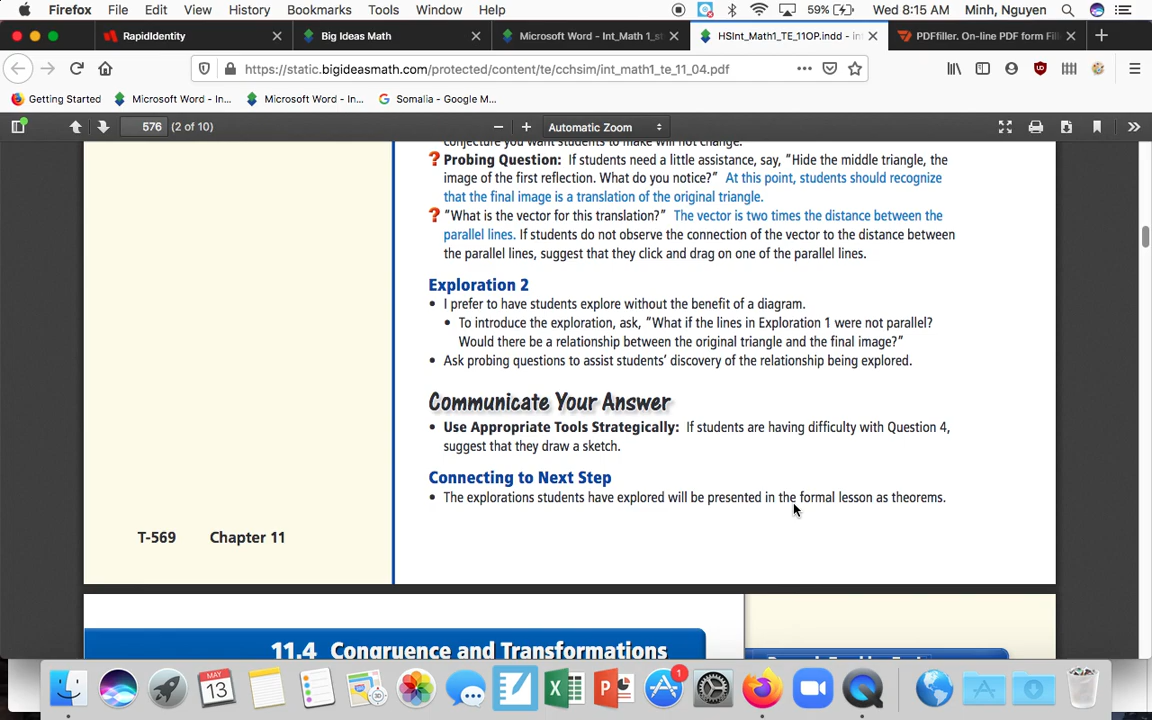 Firefox File Edit View History Bookmarks Tools Window Help 59% Wed 8:15 AM Minh, Nguyen
RapidIdentity Big Ideas Math Microsoft Word - Int_Math 1_s HSInt_Math1_TE_11OP.indd - in PDFfiller. On-line PDF form Fill
https://static.bigideasmath.com/protected/content/te/cchsim/int_math1_te_11_04.pdf
Getting Started Microsoft Word - In... Microsoft Word - In... Somalia - Google M...
576 (2 of 10) Automatic Zoom
conjecture you want students to make will not change.
? Probing Question: If students need a little assistance, say, “Hide the middle triangle, the
image of the first reflection. What do you notice?” At this point, students should recognize
that the final image is a translation of the original triangle.
? “What is the vector for this translation?” The vector is two times the distance between the
parallel lines. If students do not observe the connection of the vector to the distance between
the parallel lines, suggest that they click and drag on one of the parallel lines.
Exploration 2
• I prefer to have students explore without the benefit of a diagram.
• To introduce the exploration, ask, “What if the lines in Exploration 1 were not parallel?
Would there be a relationship between the original triangle and the final image?”
• Ask probing questions to assist students’ discovery of the relationship being explored.
Communicate Your Answer
• Use Appropriate Tools Strategically: If students are having difficulty with Question 4,
suggest that they draw a sketch.
Connecting to Next Step
• The explorations students have explored will be presented in the formal lesson as theorems.
T-569 Chapter 11
11.4 Congruence and Transformations
MAY
13
1